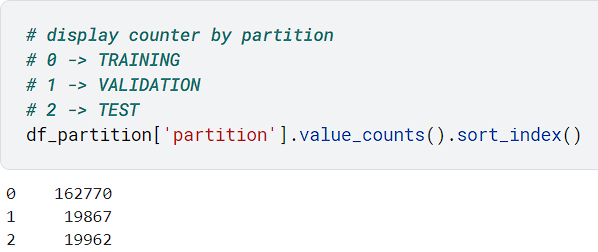 # display counter by partition
# 0 -> TRAINING
# 1 -> VALIDATION
# 2 -> TEST
df_partition['partition'].value_counts().sort_index()
0    162770
1     19867
2     19962